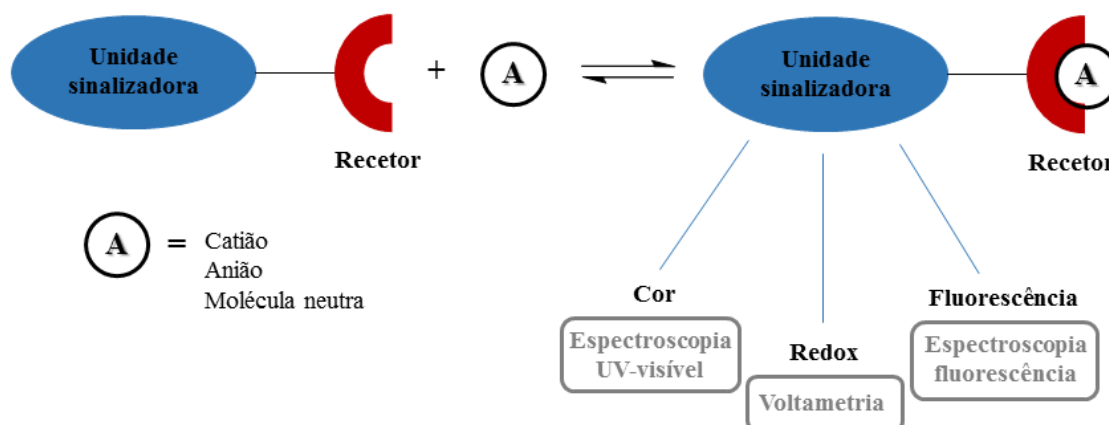 Unidade
sinalizadora
+
A
Recetor
Unidade
sinalizadora
A
Recetor
A = Catião
Anião
Molécula neutra
Cor
Espectroscopia
UV-visível
Redox
Voltametria
Fluorescência
Espectroscopia
fluorescência